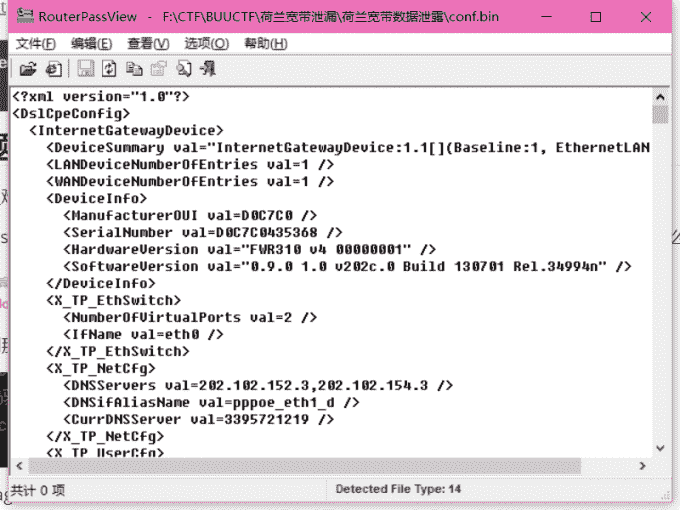 RouterPassView - F:\CTF\BUUCTF\荷兰宽带泄漏\荷兰宽带数据泄露\conf.bin
文件(F) 编辑(E) 查看(V) 选项(O) 帮助(H)
<?xml version="1.0"?>
<DslCpeConfig>
<InternetGatewayDevice>
<DeviceSummary val="InternetGatewayDevice:1.1[](Baseline:1, EthernetLAN
<LANDeviceNumberOfEntries val=1 />
<WANDeviceNumberOfEntries val=1 />
<DeviceInfo>
<ManufacturerOUI val=D0C7C0 />
<SerialNumber val=D0C7C0435368 />
<HardwareVersion val="FWR310 v4 00000001" />
<SoftwareVersion val="0.9.0 1.0 v202c.0 Build 130701 Rel.34994n" />
</DeviceInfo>
<X_TP_EthSwitch>
<NumberOfVirtualPorts val=2 />
<IfName val=eth0 />
</X_TP_EthSwitch>
<X_TP_NetCfg>
<DNSServers val=202.102.152.3,202.102.154.3 />
<DNSifAliasName val=pppoe_eth1_d />
<CurrDNSServer val=3395721219 />
</X_TP_NetCfg>
<X_TP_UserCfg>
共计 0 项
Detected File Type: 14